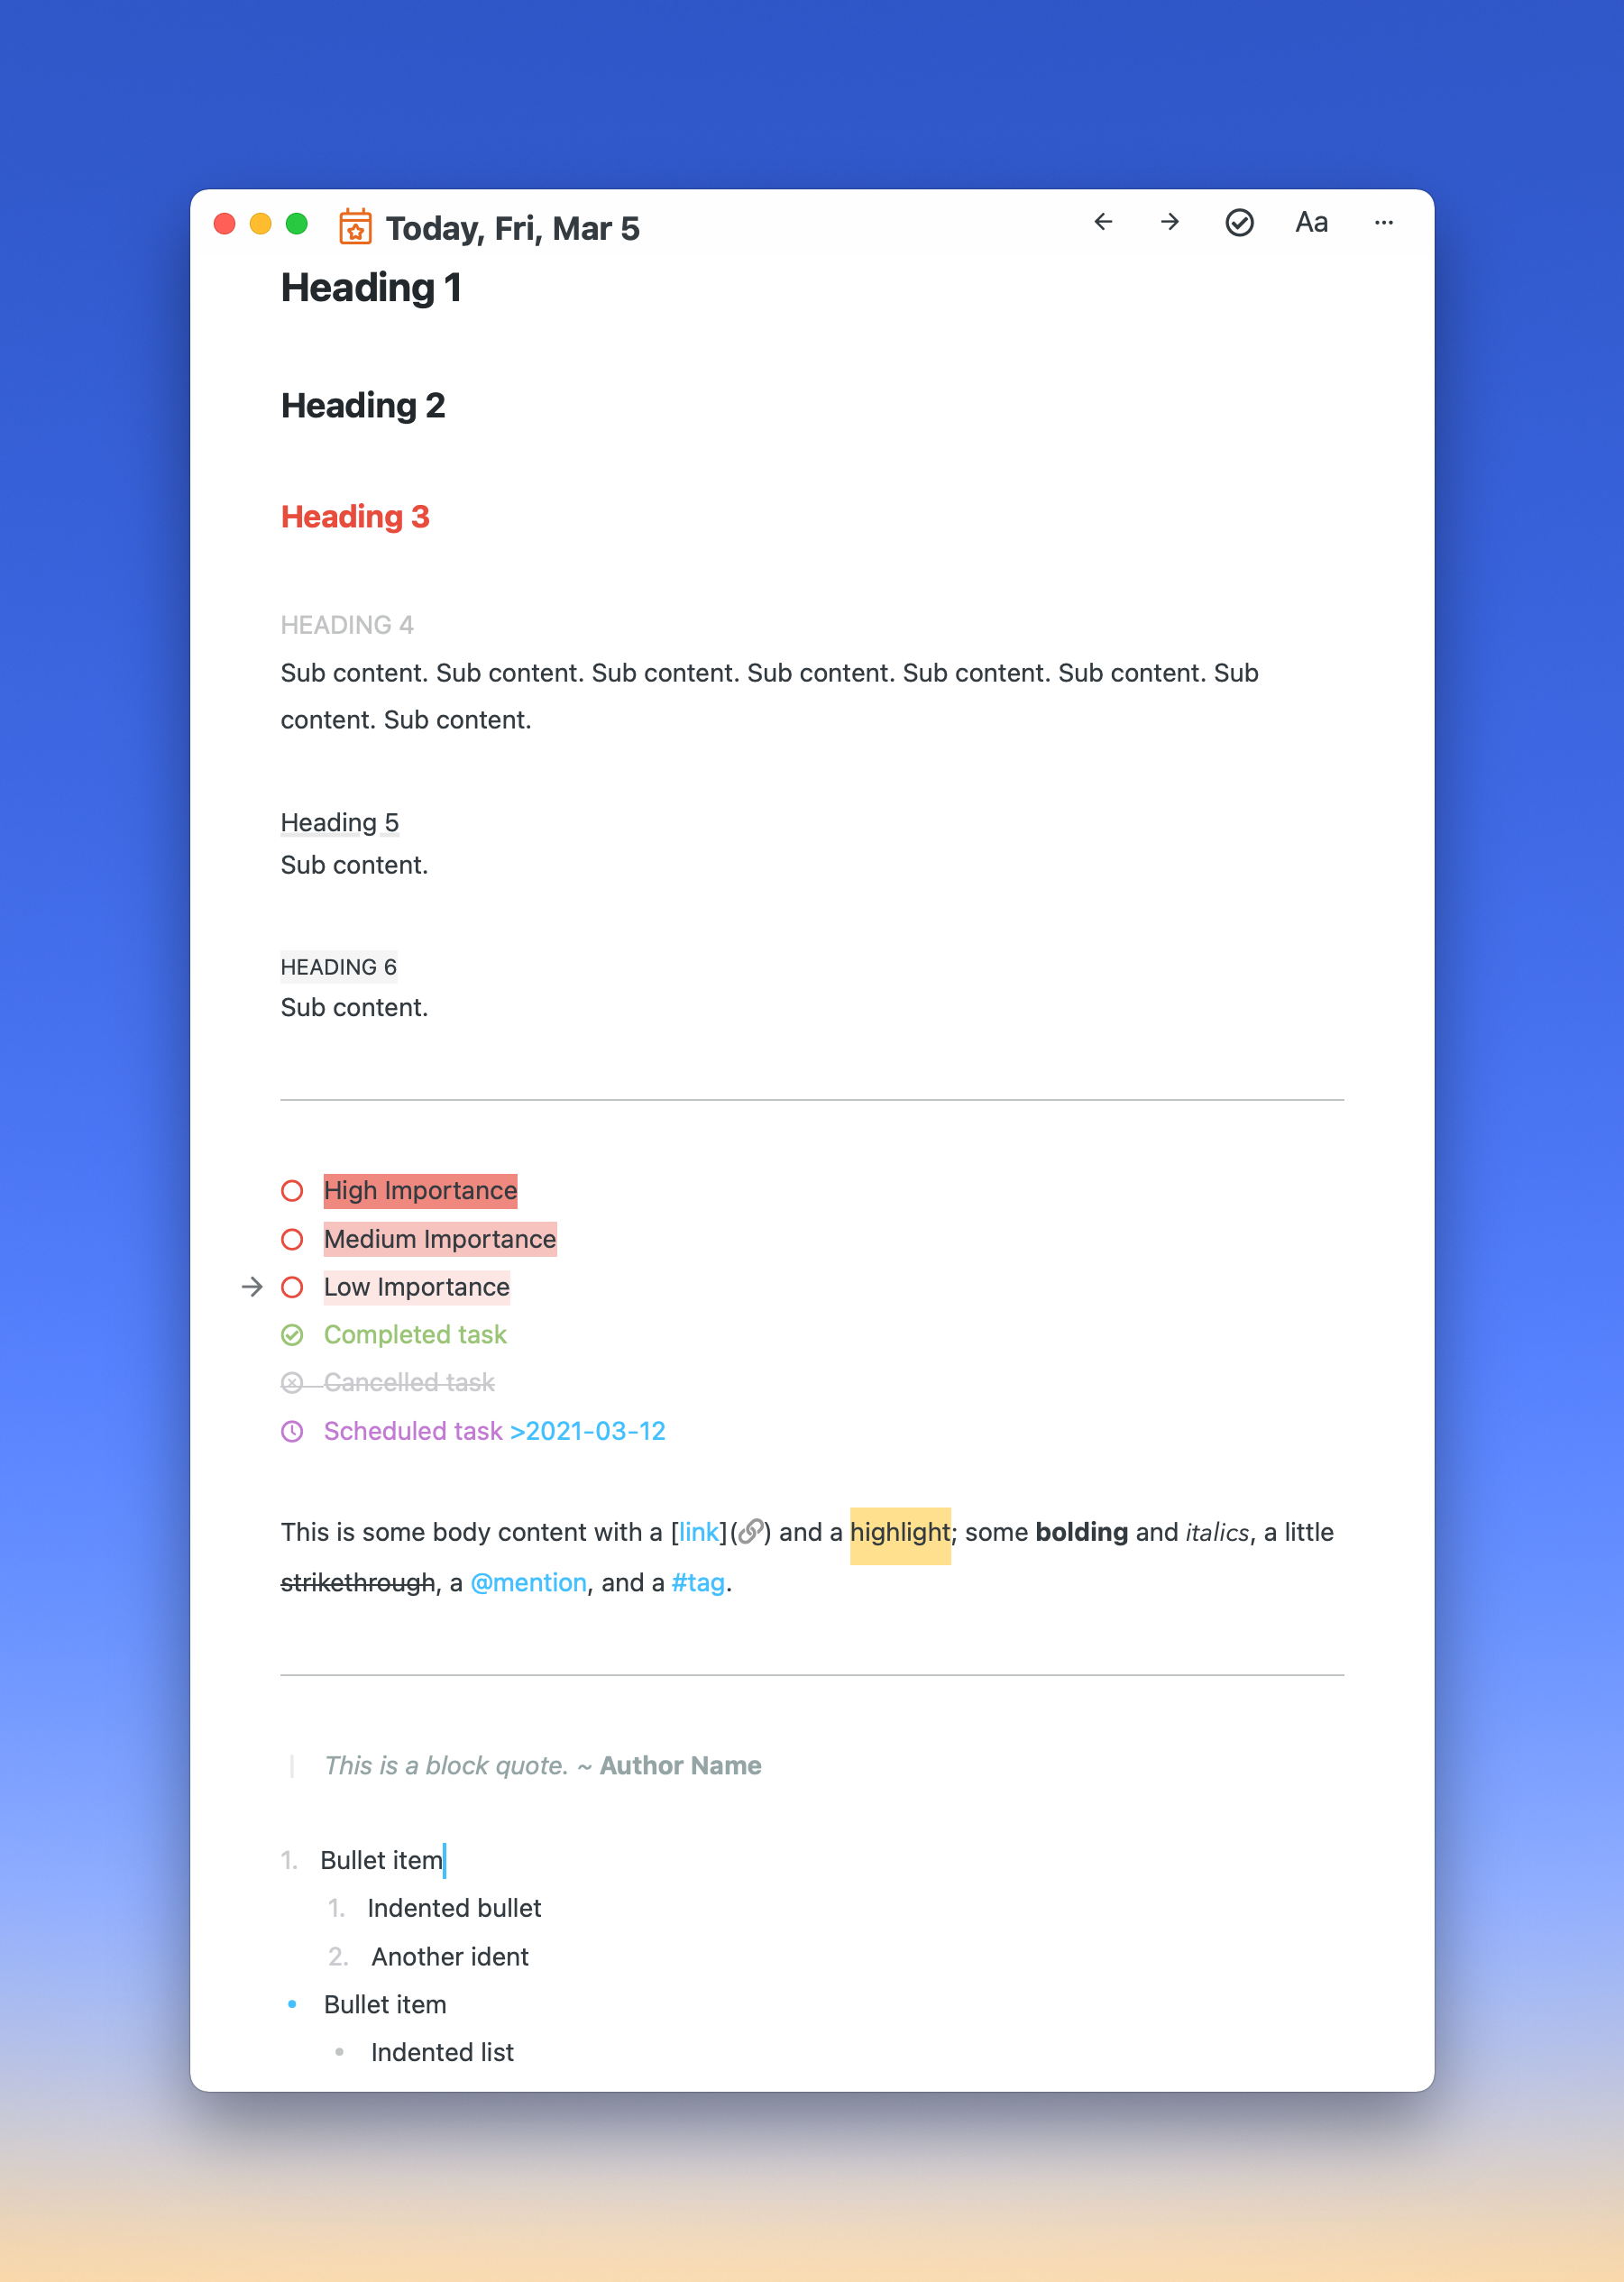 Today, Fri, Mar 5
Aa
Heading 1
Heading 2
Heading 3
HEADING 4
Sub content. Sub content. Sub content. Sub content. Sub content. Sub content. Sub
content. Sub content.
Heading 5
Sub content.
HEADING 6
Sub content.
High Importance
Medium Importance
Low Importance
Completed task
Cancelled task
Scheduled task >2021-03-12
This is some body content with a [link](🔗) and a highlight; some bolding and italics, a little
strikethrough, a @mention, and a #tag.
This is a block quote. ~ Author Name
1. Bullet item
1. Indented bullet
2. Another ident
• Bullet item
• Indented list